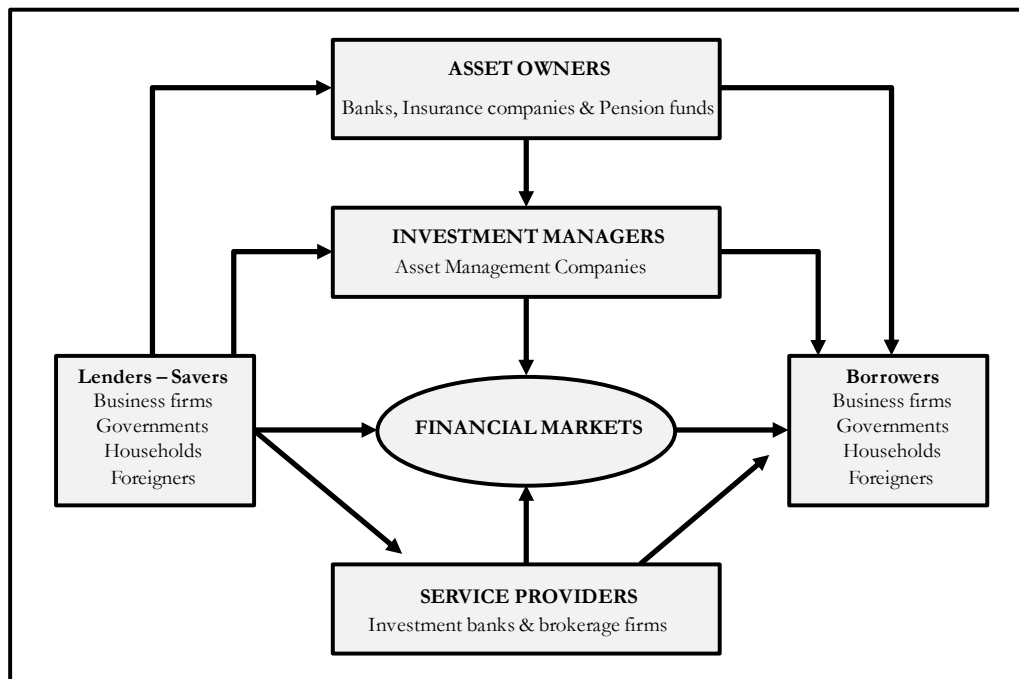 ASSET OWNERS
Banks, Insurance companies & Pension funds
INVESTMENT MANAGERS
Asset Management Companies
Lenders – Savers
Business firms
Governments
Households
Foreigners
FINANCIAL MARKETS
Borrowers
Business firms
Governments
Households
Foreigners
SERVICE PROVIDERS
Investment banks & brokerage firms